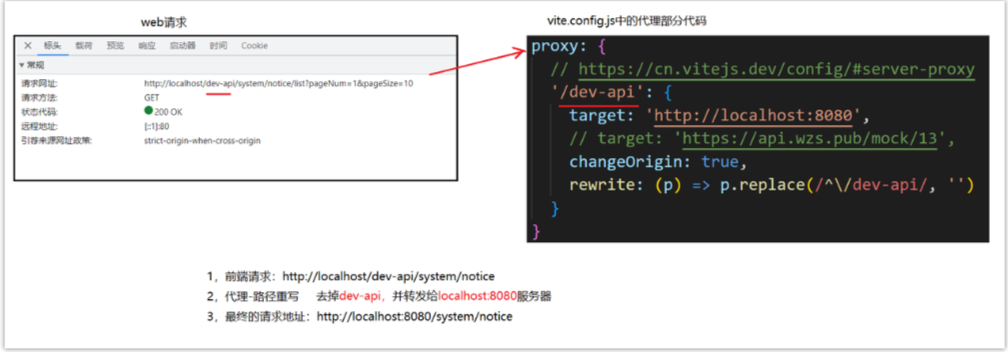 web请求
× 标头 载荷 预览 响应 启动器 时间 Cookie
▼ 常规
请求网址: http://localhost/dev-api/system/notice/list?pageNum=1&pageSize=10
请求方法: GET
状态代码: 200 OK
远程地址: [::1]:80
引荐来源网址政策: strict-origin-when-cross-origin
vite.config.js中的代理部分代码
proxy: {
// https://cn.vitejs.dev/config/#server-proxy
'/dev-api': {
target: 'http://localhost:8080',
// target: 'https://api.wzs.pub/mock/13',
changeOrigin: true,
rewrite: (p) => p.replace(/^\/dev-api/, '')
}
}
1，前端请求：http://localhost/dev-api/system/notice
2，代理-路径重写 去掉dev-api，并转发给localhost:8080服务器
3，最终的请求地址：http://localhost:8080/system/notice